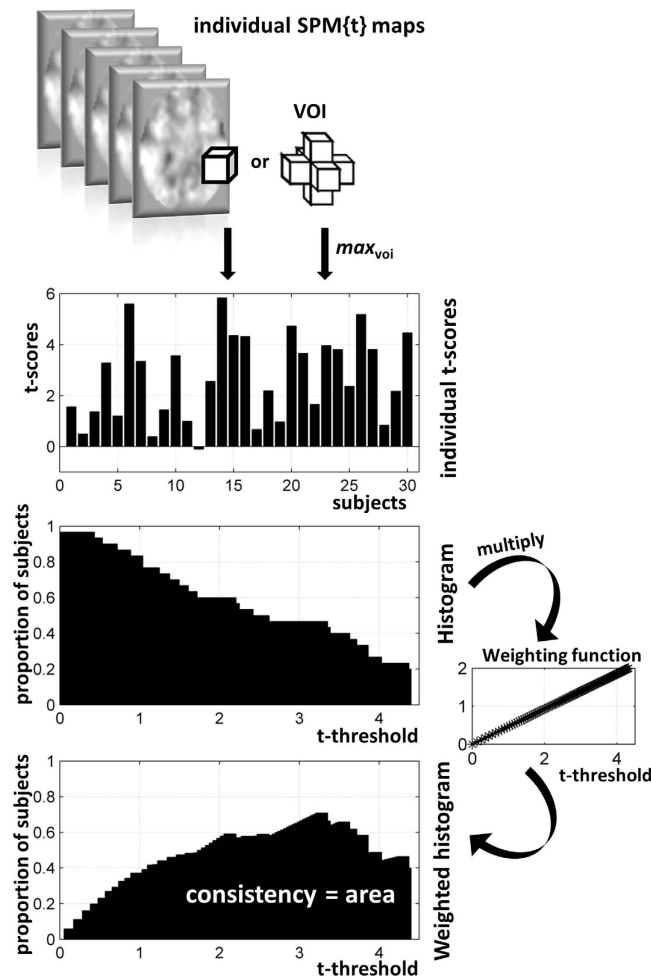 individual SPM{t} maps
VOI
or
maxvoi
6
4
2
0
t-scores
0 5 10 15 20 25 30
subjects
individual t-scores
1
0.8
0.6
0.4
0.2
0
proportion of subjects
0 1 2 3 4
t-threshold
Histogram
multiply
Weighting function
2
1
0
0 2 4
t-threshold
1
0.8
0.6
0.4
0.2
0
proportion of subjects
consistency = area
0 1 2 3 4
t-threshold
Weighted histogram